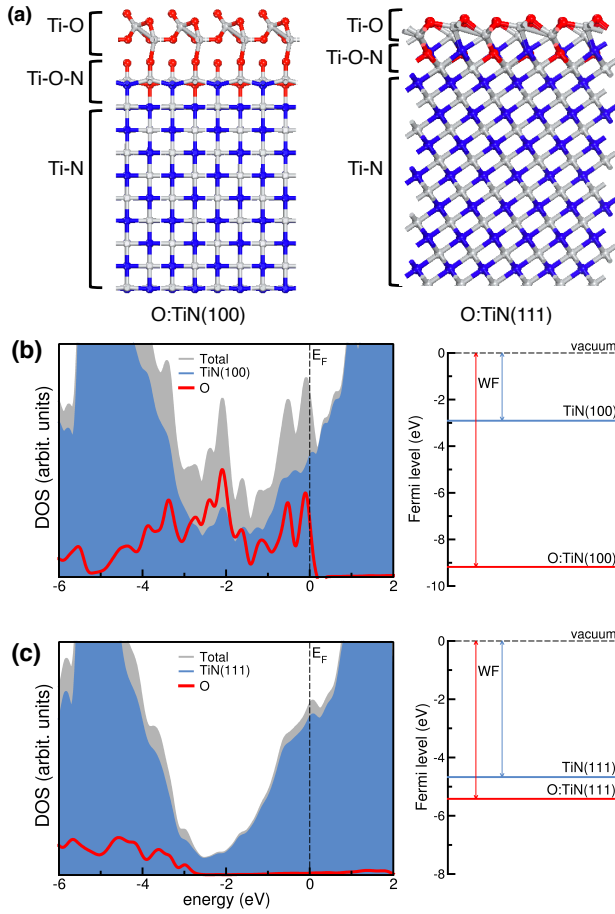 (a)
Ti-O
Ti-O-N
Ti-N
O:TiN(100)
Ti-O
Ti-O-N
Ti-N
O:TiN(111)
(b)
DOS (arbit. units)
Total
TiN(100)
O
E_F
-6 -4 -2 0 2
Fermi level (eV)
0
-2
-4
-6
-8
-10
vacuum
WF
TiN(100)
O:TiN(100)
(c)
DOS (arbit. units)
Total
TiN(111)
O
E_F
-6 -4 -2 0 2
energy (eV)
Fermi level (eV)
0
-2
-4
-6
-8
vacuum
WF
TiN(111)
O:TiN(111)